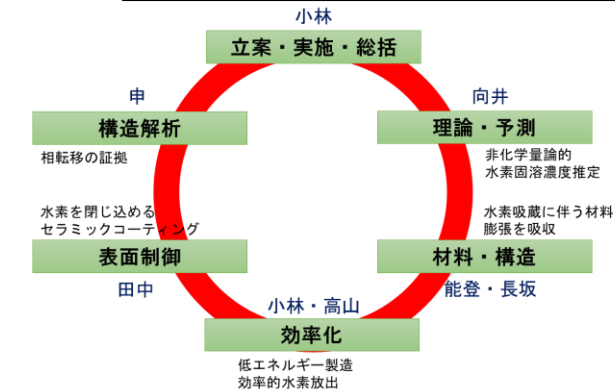 小林
立案・実施・総括
申
構造解析
相転移の証拠
向井
理論・予測
非化学量論的
水素固溶濃度推定
水素を閉じ込める
セラミックコーティング
表面制御
田中
水素吸蔵に伴う材料
膨張を吸収
材料・構造
能登・長坂
小林・高山
効率化
低エネルギー製造
効率的水素放出